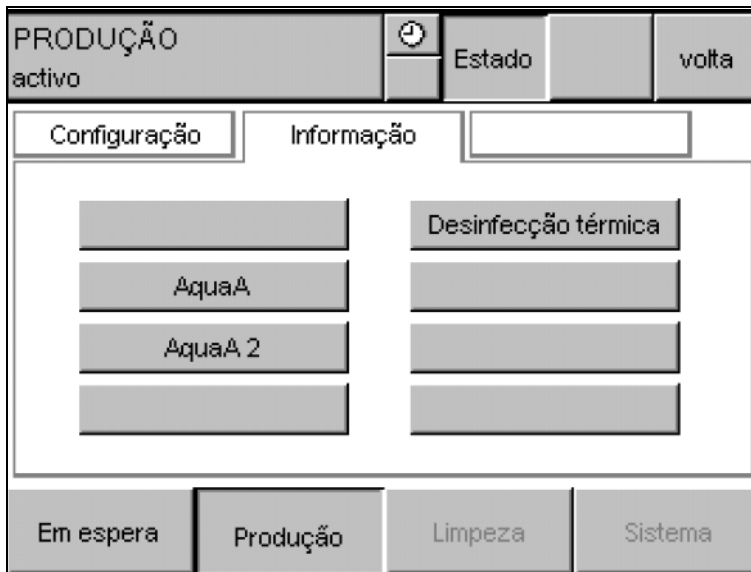 PRODUÇÃO
activo
Estado
volta
Configuração
Informação
Desinfecção térmica
AquaA
AquaA 2
Em espera
Produção
Limpeza
Sistema